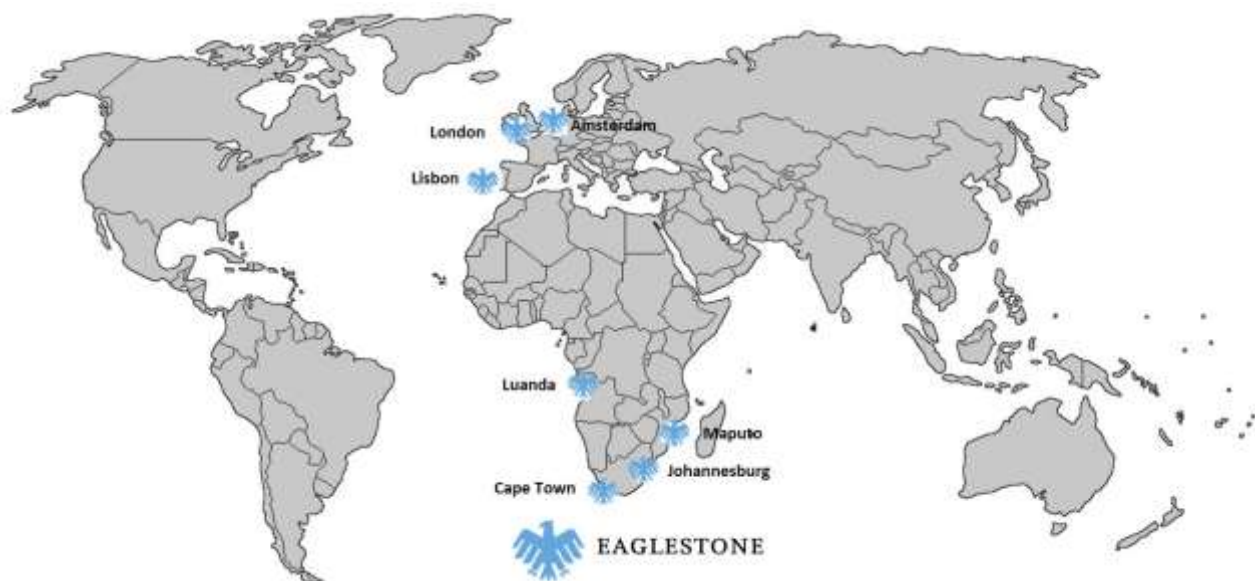 London
Amsterdam
Lisbon
Luanda
Maputo
Johannesburg
Cape Town
EAGLESTONE